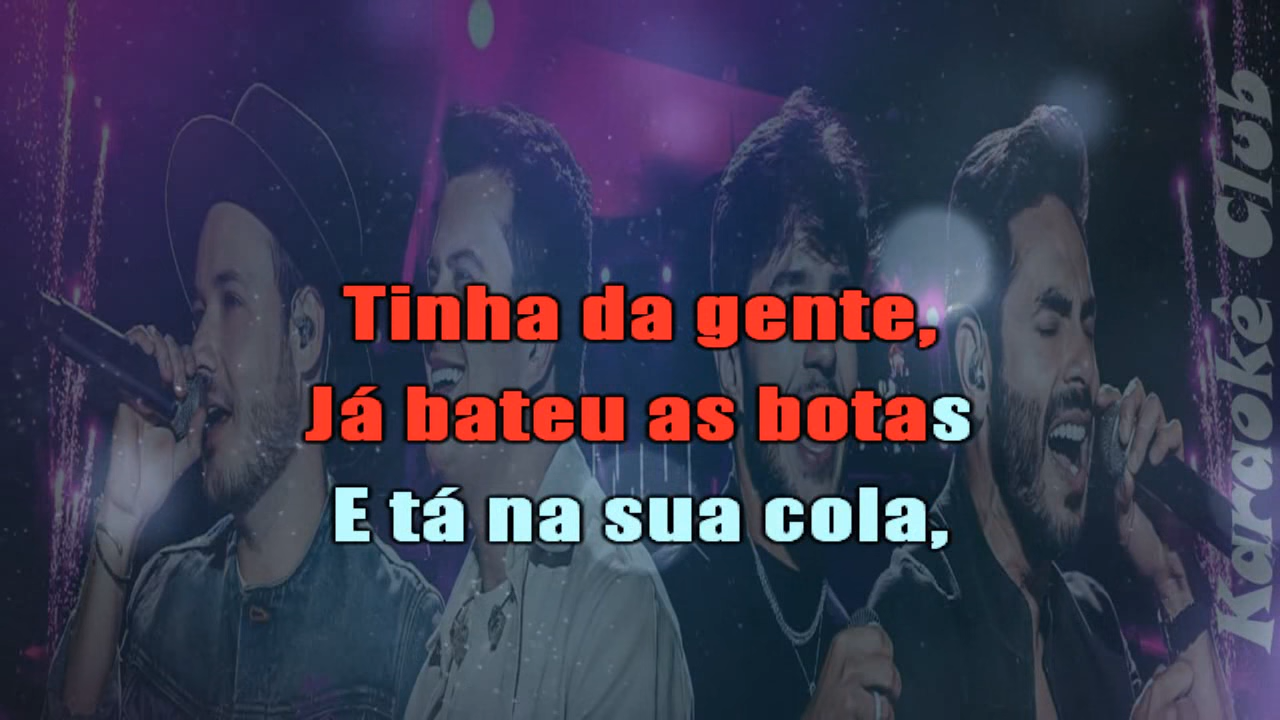 Tinha da gente,
Já bateu as botas
E tá na sua cola,
Karaokê Club